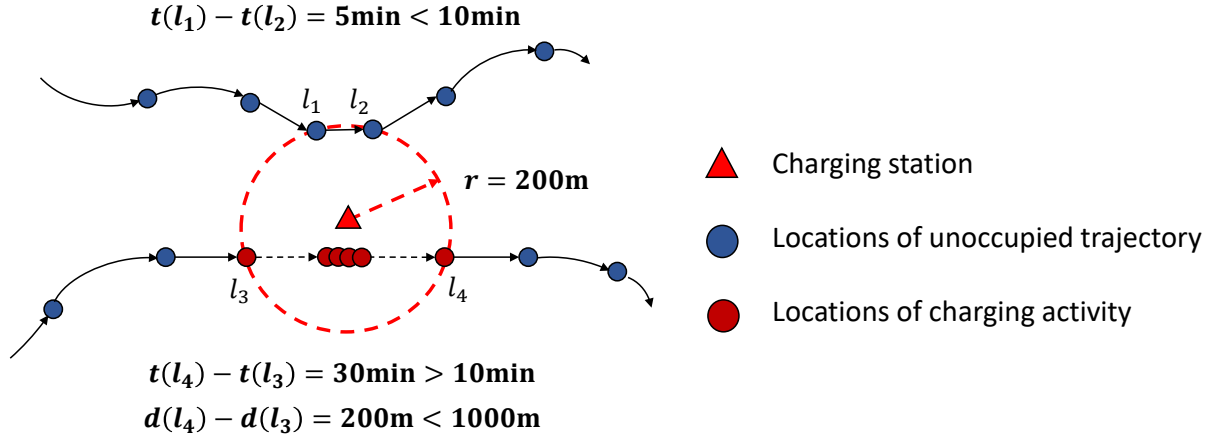 t(l₁) − t(l₂) = 5min < 10min
l₁ l₂
r = 200m
l₃ l₄
t(l₄) − t(l₃) = 30min > 10min
d(l₄) − d(l₃) = 200m < 1000m
Charging station
Locations of unoccupied trajectory
Locations of charging activity